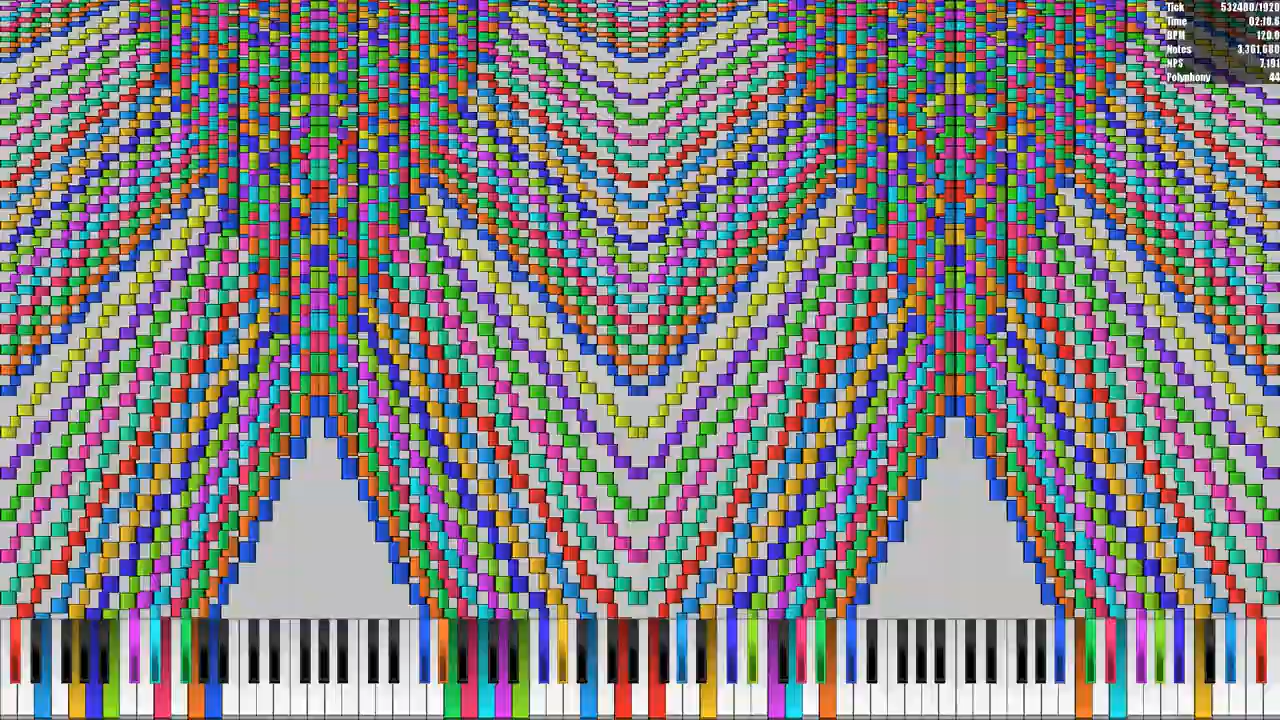 Tick 532480/1920
Time 02:18.6
BPM 120.0
Notes 3,361,680
NPS 7,191
Polyphony 44